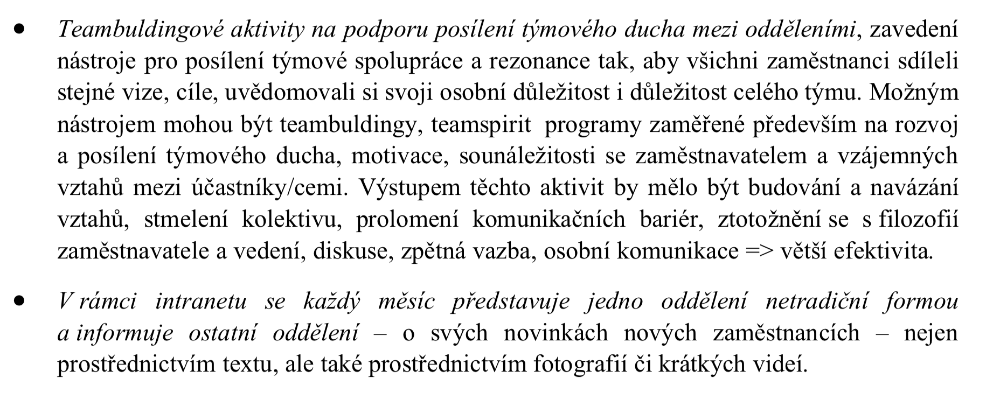 • Teambuldingové aktivity na podporu posílení týmového ducha mezi odděleními, zavedení
nástroje pro posílení týmové spolupráce a rezonance tak, aby všichni zaměstnanci sdíleli
stejné vize, cíle, uvědomovali si svoji osobní důležitost i důležitost celého týmu. Možným
nástrojem mohou být teambuldingy, teamspirit  programy zaměřené především na rozvoj
a posílení týmového ducha, motivace, sounáležitosti se zaměstnavatelem a vzájemných
vztahů mezi účastníky/cemi. Výstupem těchto aktivit by mělo být budování a navázání
vztahů, stmelení kolektivu, prolomení komunikačních bariér, ztotožnění se s filozofií
zaměstnavatele a vedení, diskuse, zpětná vazba, osobní komunikace => větší efektivita.
• V rámci intranetu se každý měsíc představuje jedno oddělení netradiční formou
a informuje ostatní oddělení – o svých novinkách nových zaměstnancích – nejen
prostřednictvím textu, ale také prostřednictvím fotografií či krátkých videí.